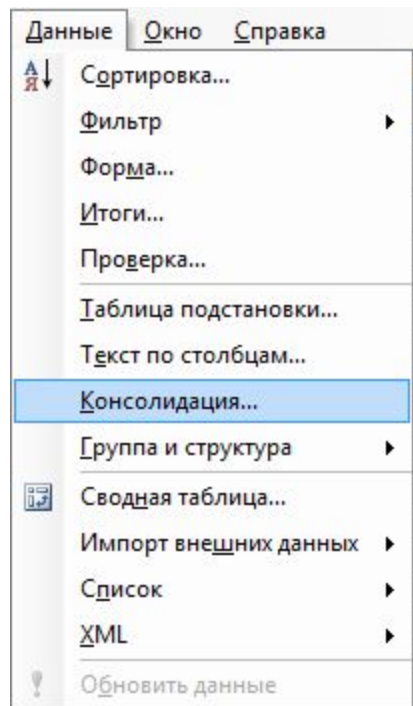 Данные Окно Справка
Сортировка...
Фильтр
Форма...
Итоги...
Проверка...
Таблица подстановки...
Текст по столбцам...
Консолидация...
Группа и структура
Сводная таблица...
Импорт внешних данных
Список
XML
Обновить данные